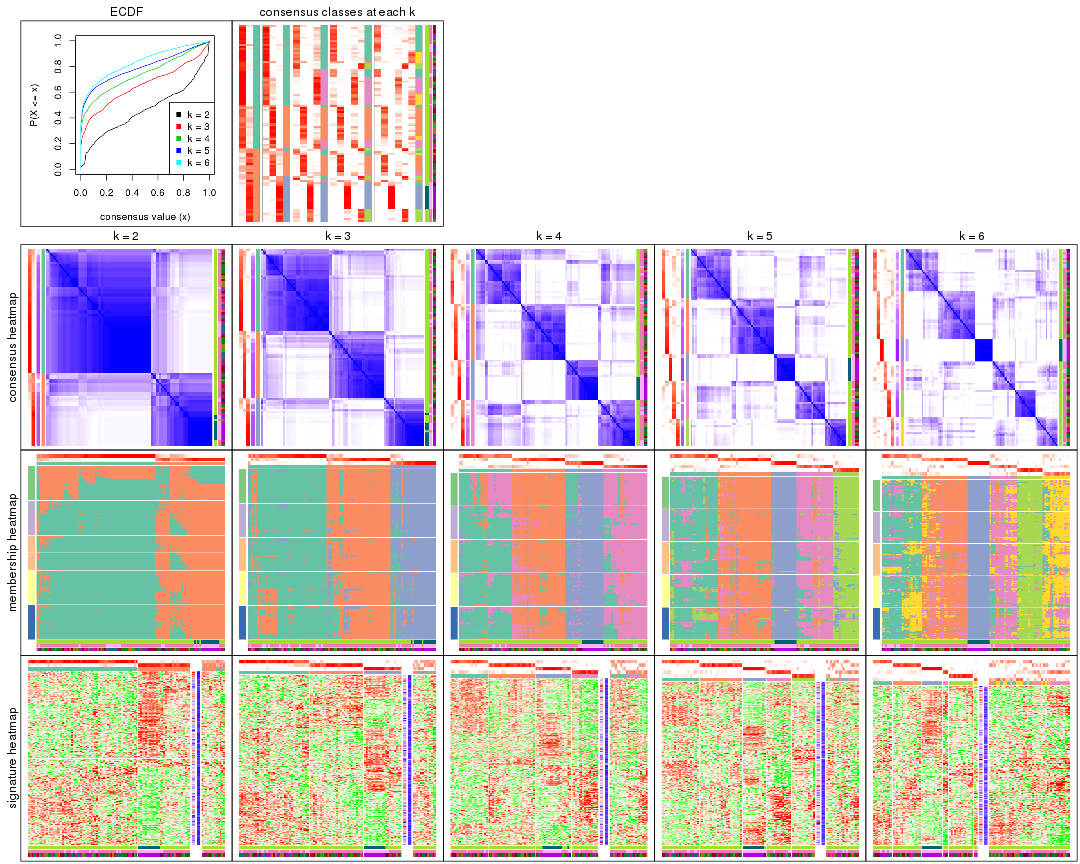 ECDF
consensus classes at each k
P(X <= x)
0.0 0.2 0.4 0.6 0.8 1.0
k = 2
k = 3
k = 4
k = 5
k = 6
0.0 0.2 0.4 0.6 0.8 1.0
consensus value (x)
k = 2
k = 3
k = 4
k = 5
k = 6
consensus heatmap
membership heatmap
signature heatmap